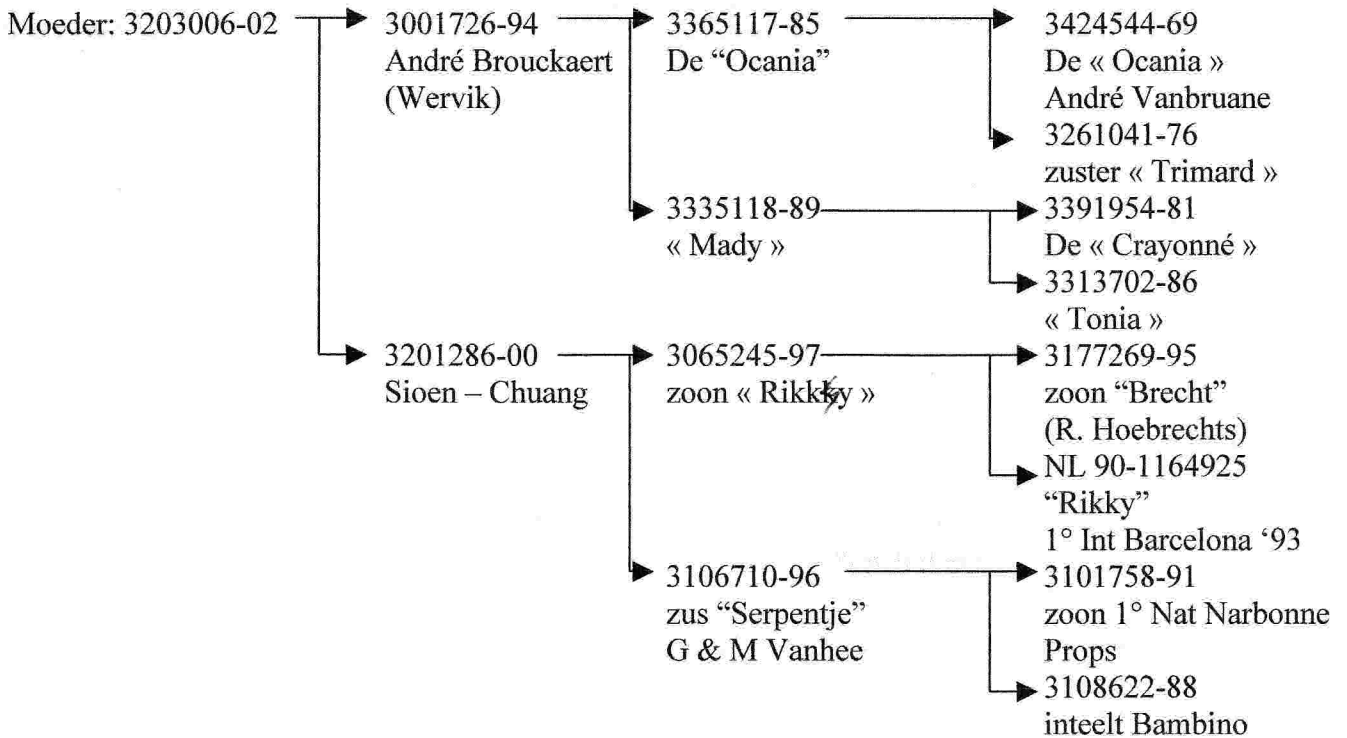 Moeder: 3203006-02
3001726-94
André Brouckaert
(Wervik)
3365117-85
De “Ocania”
3424544-69
De « Ocania »
André Vanbruane
3261041-76
zuster « Trimard »
3335118-89
« Mady »
3391954-81
De « Crayonné »
3313702-86
« Tonia »
3201286-00
Sioen – Chuang
3065245-97
zoon « Rikkky »
3177269-95
zoon “Brecht”
(R. Hoebrechts)
NL 90-1164925
“Rikky”
1° Int Barcelona ‘93
3106710-96
zus “Serpentje”
G & M Vanhee
3101758-91
zoon 1° Nat Narbonne
Props
3108622-88
inteelt Bambino